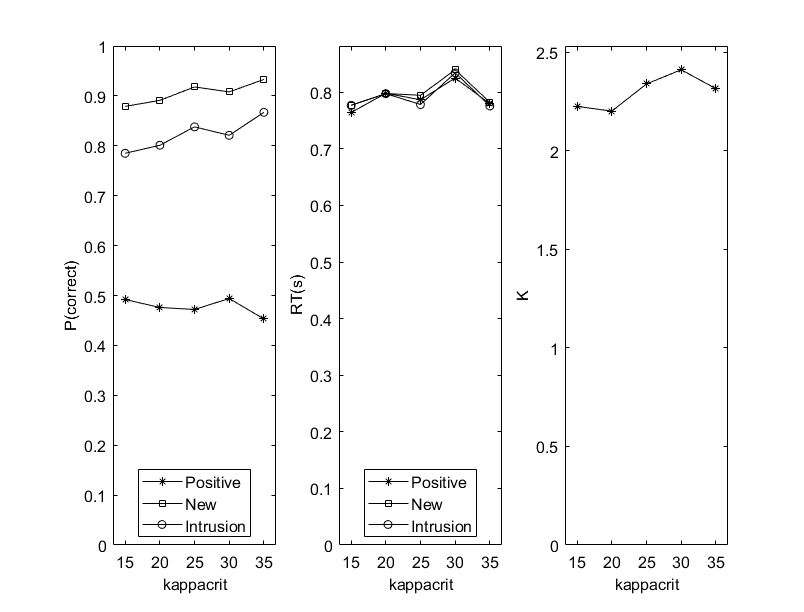 1
0.9
0.8
0.7
0.6
0.5
0.4
0.3
0.2
0.1
0
P(correct)
15 20 25 30 35
kappacrit
Positive
New
Intrusion
0.8
0.7
0.6
0.5
0.4
0.3
0.2
0.1
0
RT(s)
15 20 25 30 35
kappacrit
Positive
New
Intrusion
2.5
2
1.5
1
0.5
0
K
15 20 25 30 35
kappacrit